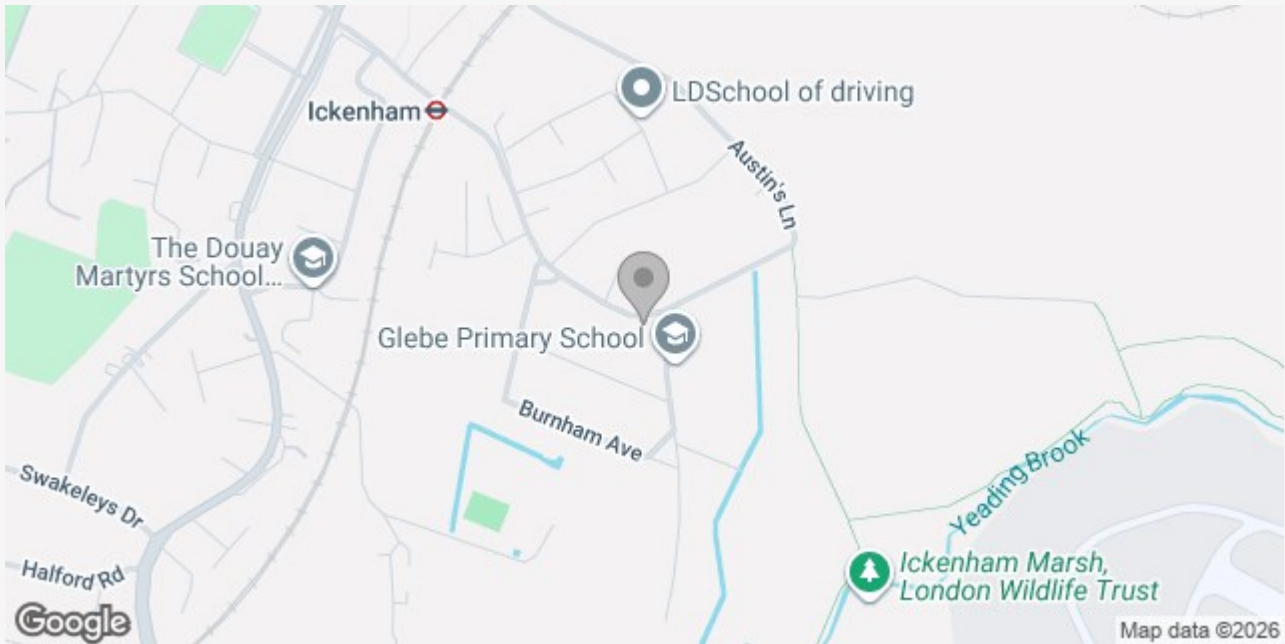 Ickenham
LDSchool of driving
Austin's Ln
The Douay
Martyrs School...
Glebe Primary School
Burnham Ave
Swakeleys Dr
Halford Rd
Yeading Brook
Ickenham Marsh,
London Wildlife Trust
Google
Map data ©2026